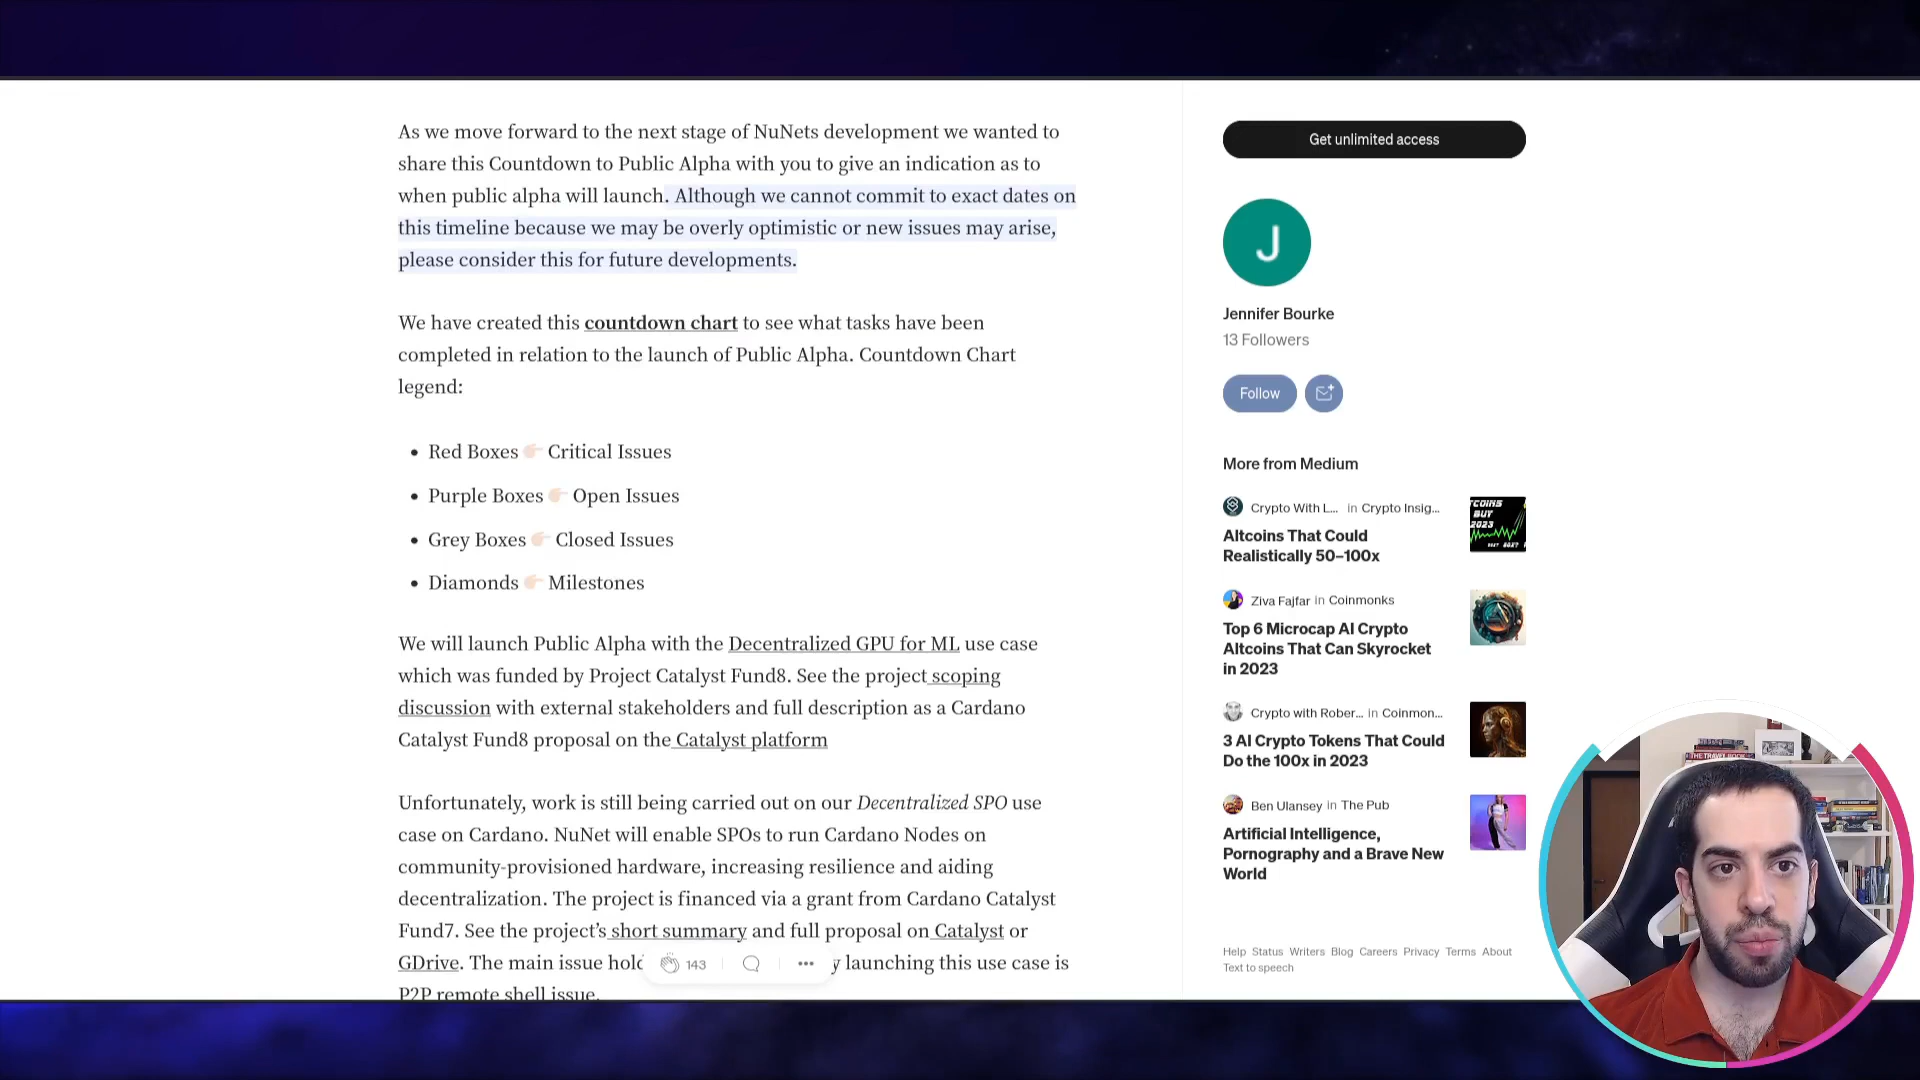 As we move forward to the next stage of NuNets development we wanted to
share this Countdown to Public Alpha with you to give an indication as to
when public alpha will launch. Although we cannot commit to exact dates on
this timeline because we may be overly optimistic or new issues may arise,
please consider this for future developments.
We have created this countdown chart to see what tasks have been
completed in relation to the launch of Public Alpha. Countdown Chart
legend:
• Red Boxes 👉🏻 Critical Issues
• Purple Boxes 👉🏻 Open Issues
• Grey Boxes 👉🏻 Closed Issues
• Diamonds 👉🏻 Milestones
We will launch Public Alpha with the Decentralized GPU for ML use case
which was funded by Project Catalyst Fund8. See the project scoping
discussion with external stakeholders and full description as a Cardano
Catalyst Fund8 proposal on the Catalyst platform
Unfortunately, work is still being carried out on our Decentralized SPO use
case on Cardano. NuNet will enable SPOs to run Cardano Nodes on
community-provisioned hardware, increasing resilience and aiding
decentralization. The project is financed via a grant from Cardano Catalyst
Fund7. See the project’s short summary and full proposal on Catalyst or
GDrive. The main issue hold y launching this use case is
143
P2P remote shell issue.
Get unlimited access
J
Jennifer Bourke
13 Followers
Follow
More from Medium
Crypto With L... in Crypto Insig...
Altcoins That Could
Realistically 50–100x
Ziva Fajfar in Coinmonks
Top 6 Microcap AI Crypto
Altcoins That Can Skyrocket
in 2023
Crypto with Rober... in Coinmon...
3 AI Crypto Tokens That Could
Do the 100x in 2023
Ben Ulansey in The Pub
Artificial Intelligence,
Pornography and a Brave New
World
Help Status Writers Blog Careers Privacy Terms About
Text to speech